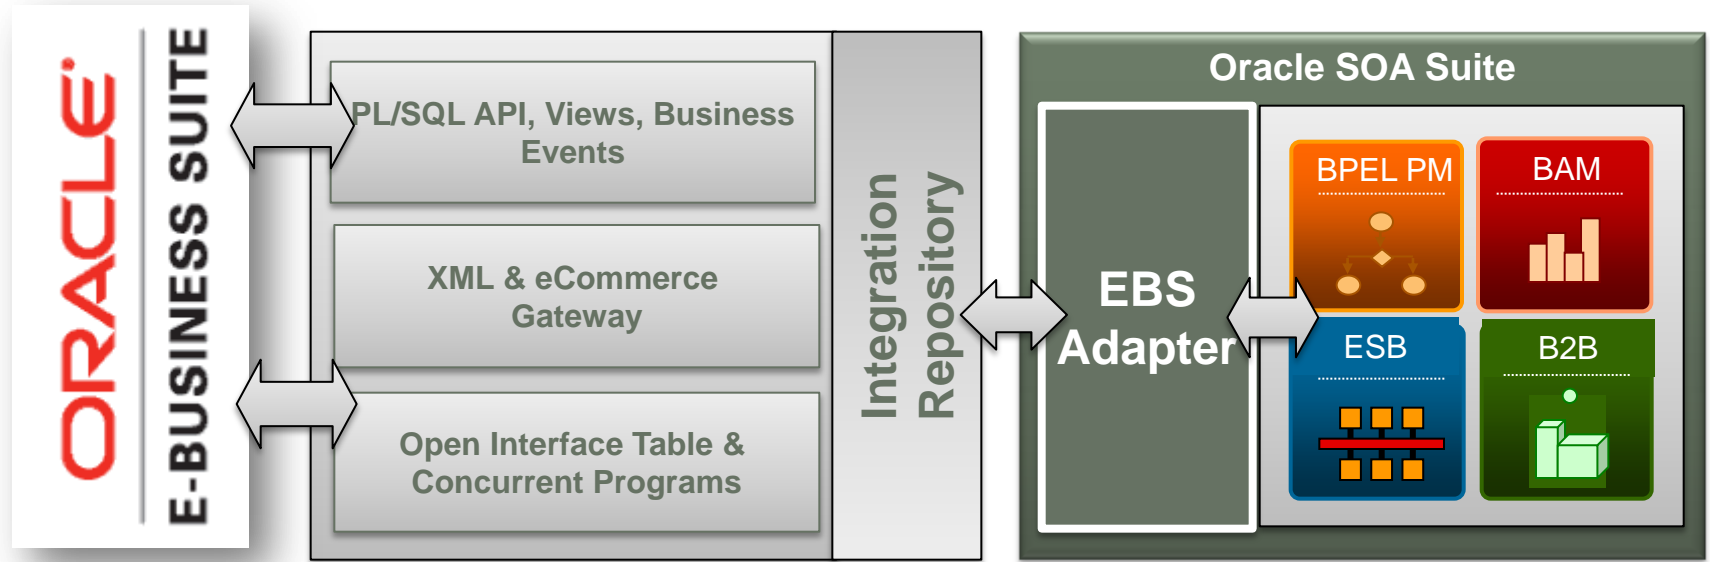 ORACLE
E-BUSINESS SUITE
PL/SQL API, Views, Business
Events
XML & eCommerce
Gateway
Open Interface Table &
Concurrent Programs
Integration
Repository
Oracle SOA Suite
EBS
Adapter
BPEL PM
BAM
ESB
B2B